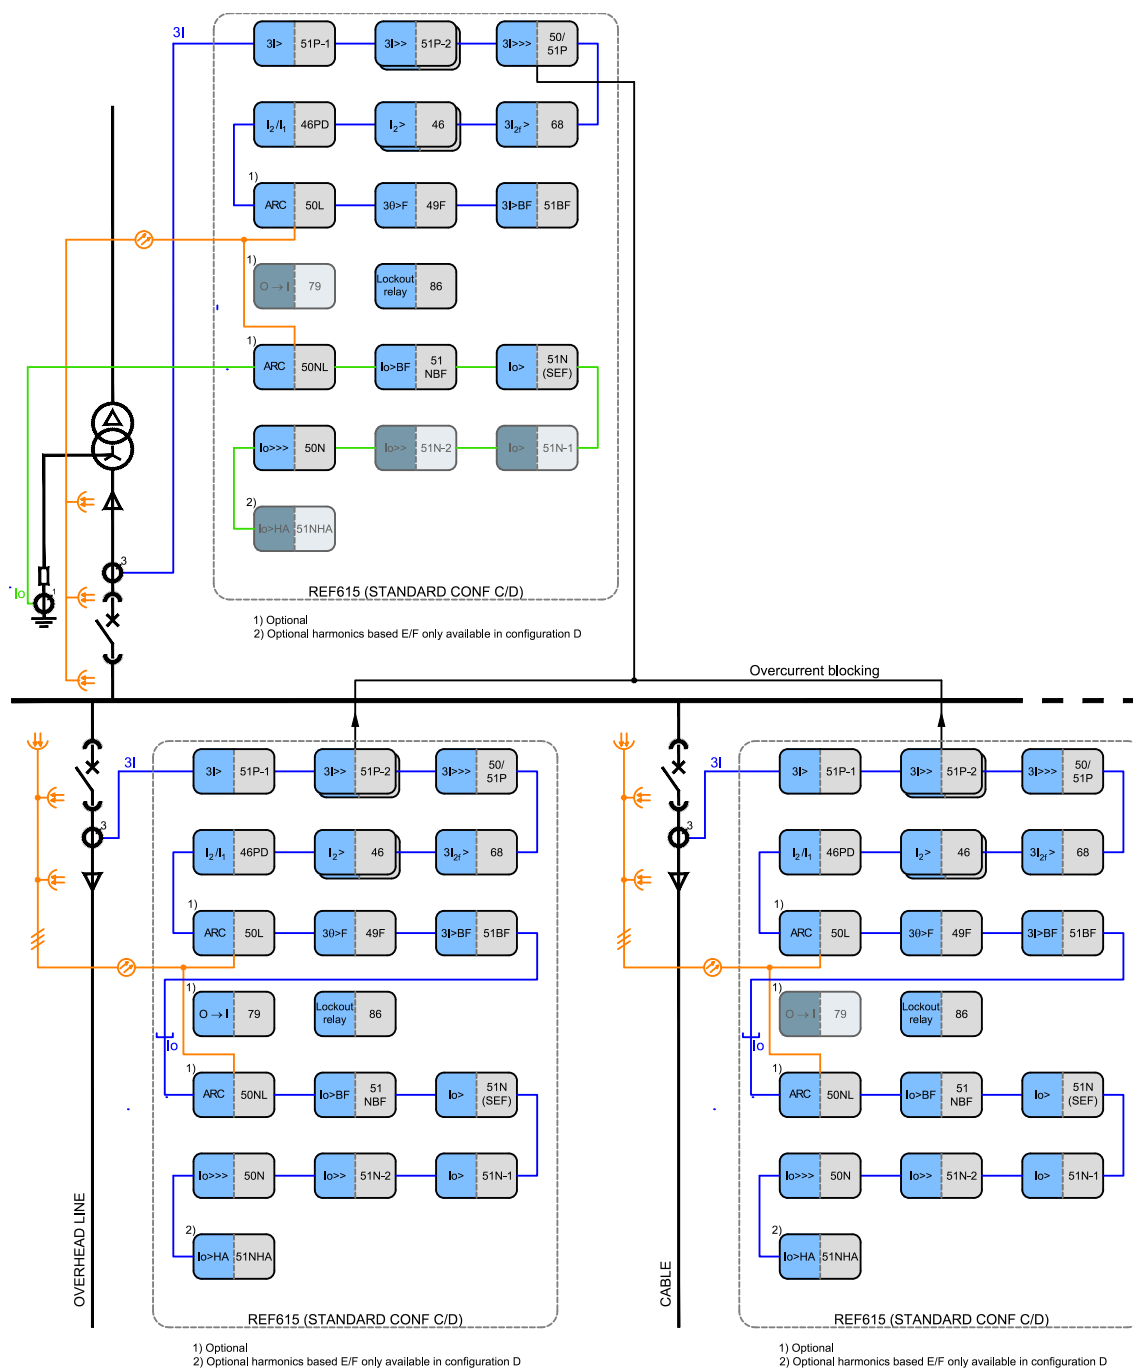 3I
3I> 51P-1
3I>> 51P-2
3I>>> 50/
51P
I2/I1 46PD
I2> 46
3I2f> 68
1)
ARC 50L
3θ>F 49F
3I>BF 51BF
1)
O → I 79
Lockout
relay 86
1)
ARC 50NL
Io>BF 51
NBF
Io> 51N
(SEF)
Io>>> 50N
Io>> 51N-2
Io> 51N-1
2)
Io>HA 51NHA
3
Io
1
REF615 (STANDARD CONF C/D)
1) Optional
2) Optional harmonics based E/F only available in configuration D
Overcurrent blocking
3I
3I> 51P-1
3I>> 51P-2
3I>>> 50/
51P
3
I2/I1 46PD
I2> 46
3I2f> 68
1)
ARC 50L
3θ>F 49F
3I>BF 51BF
1)
O → I 79
Lockout
relay 86
Io
1)
ARC 50NL
Io>BF 51
NBF
Io> 51N
(SEF)
Io>>> 50N
Io>> 51N-2
Io> 51N-1
2)
Io>HA 51NHA
OVERHEAD LINE
REF615 (STANDARD CONF C/D)
1) Optional
2) Optional harmonics based E/F only available in configuration D
3I
3I> 51P-1
3I>> 51P-2
3I>>> 50/
51P
3
I2/I1 46PD
I2> 46
3I2f> 68
1)
ARC 50L
3θ>F 49F
3I>BF 51BF
1)
O → I 79
Lockout
relay 86
Io
1)
ARC 50NL
Io>BF 51
NBF
Io> 51N
(SEF)
Io>>> 50N
Io>> 51N-2
Io> 51N-1
2)
Io>HA 51NHA
CABLE
REF615 (STANDARD CONF C/D)
1) Optional
2) Optional harmonics based E/F only available in configuration D